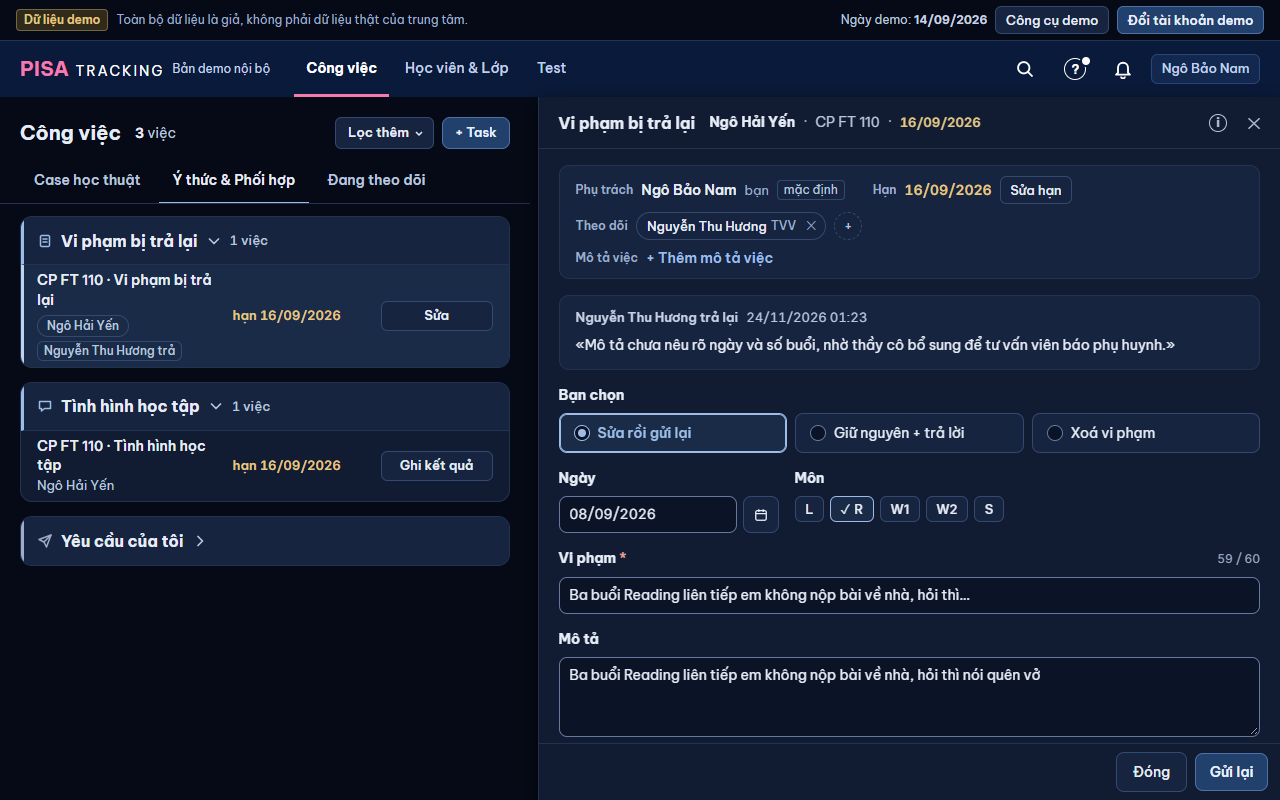 Dữ liệu demo Toàn bộ dữ liệu là giả, không phải dữ liệu thật của trung tâm. Ngày demo: 14/09/2026 Công cụ demo Đổi tài khoản demo
PISA TRACKING Bản demo nội bộ Công việc Học viên & Lớp Test ? Ngô Bảo Nam
Công việc 3 việc Lọc thêm + Task
Case học thuật Ý thức & Phối hợp Đang theo dõi
Vi phạm bị trả lại 1 việc
CP FT 110 · Vi phạm bị trả
lại
Ngô Hải Yến
Nguyễn Thu Hương trả
hạn 16/09/2026
Sửa
Tình hình học tập 1 việc
CP FT 110 · Tình hình học
tập
Ngô Hải Yến
hạn 16/09/2026
Ghi kết quả
Yêu cầu của tôi
Vi phạm bị trả lại Ngô Hải Yến · CP FT 110 · 16/09/2026
Phụ trách Ngô Bảo Nam bạn mặc định Hạn 16/09/2026 Sửa hạn
Theo dõi Nguyễn Thu Hương TVV +
Mô tả việc + Thêm mô tả việc
Nguyễn Thu Hương trả lại 24/11/2026 01:23
«Mô tả chưa nêu rõ ngày và số buổi, nhờ thầy cô bổ sung để tư vấn viên báo phụ huynh.»
Bạn chọn
Sửa rồi gửi lại Giữ nguyên + trả lời Xoá vi phạm
Ngày Môn
08/09/2026 L ✓ R W1 W2 S
Vi phạm * 59 / 60
Ba buổi Reading liên tiếp em không nộp bài về nhà, hỏi thì…
Mô tả
Ba buổi Reading liên tiếp em không nộp bài về nhà, hỏi thì nói quên vở
Đóng Gửi lại